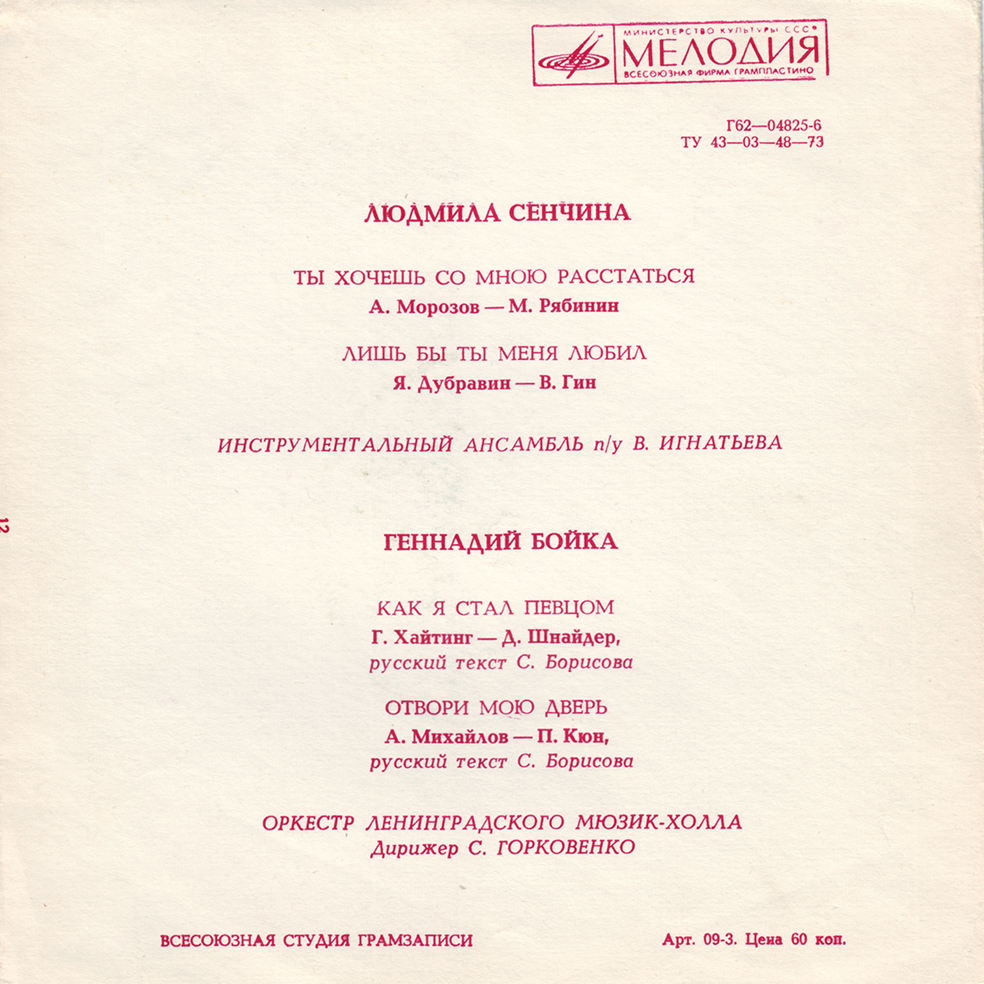 МИНИСТЕРСТВО КУЛЬТУРЫ СССР
МЕЛОДИЯ
ВСЕСОЮЗНАЯ ФИРМА ГРАМПЛАСТИНО
Г62—04825-6
ТУ 43—03—48—73
ЛЮДМИЛА СЕНЧИНА
ТЫ ХОЧЕШЬ СО МНОЮ РАССТАТЬСЯ
А. Морозов — М. Рябинин
ЛИШЬ БЫ ТЫ МЕНЯ ЛЮБИЛ
Я. Дубравин — В. Гин
ИНСТРУМЕНТАЛЬНЫЙ АНСАМБЛЬ п/у В. ИГНАТЬЕВА
12
ГЕННАДИЙ БОЙКА
КАК Я СТАЛ ПЕВЦОМ
Г. Хайтинг — Д. Шнайдер,
русский текст С. Борисова
ОТВОРИ МОЮ ДВЕРЬ
А. Михайлов — П. Кюн,
русский текст С. Борисова
ОРКЕСТР ЛЕНИНГРАДСКОГО МЮЗИК-ХОЛЛА
Дирижер С. ГОРКОВЕНКО
ВСЕСОЮЗНАЯ СТУДИЯ ГРАМЗАПИСИ
Арт. 09-3. Цена 60 коп.